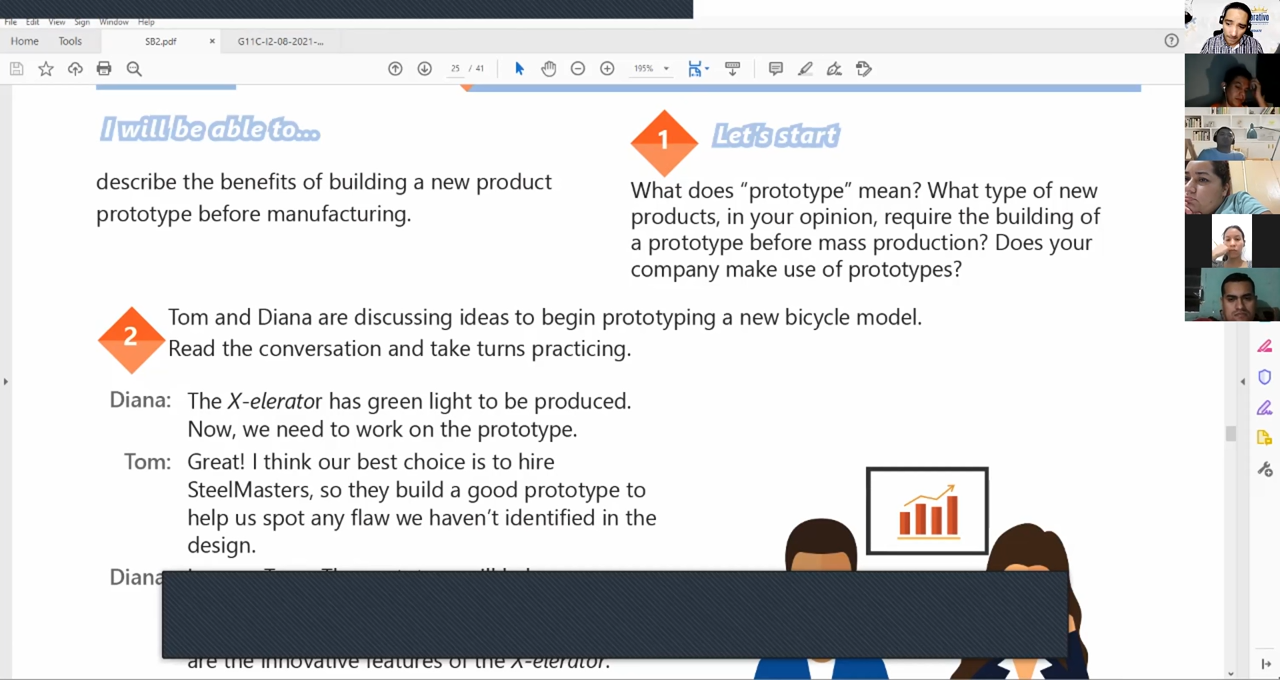 File Edit View Sign Window Help
Home Tools SB2.pdf × G11C-I2-08-2021-...
25 / 41 195%
I will be able to...
describe the benefits of building a new product
prototype before manufacturing.
1 Let's start
What does “prototype” mean? What type of new
products, in your opinion, require the building of
a prototype before mass production? Does your
company make use of prototypes?
2 Tom and Diana are discussing ideas to begin prototyping a new bicycle model.
Read the conversation and take turns practicing.
Diana: The X-elerator has green light to be produced.
Now, we need to work on the prototype.
Tom: Great! I think our best choice is to hire
SteelMasters, so they build a good prototype to
help us spot any flaw we haven’t identified in the
design.
Diana
are the innovative features of the X-elerator.